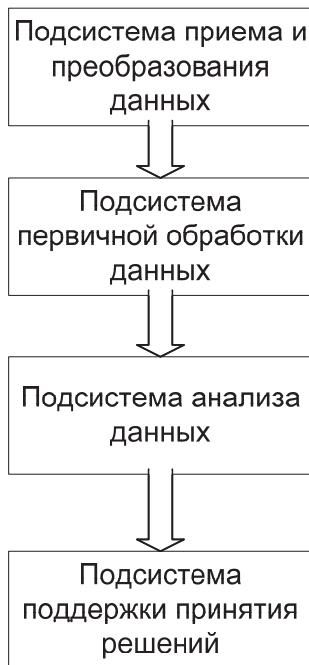 Подсистема приема и
преобразования
данных
Подсистема
первичной обработки
данных
Подсистема анализа
данных
Подсистема
поддержки принятия
решений